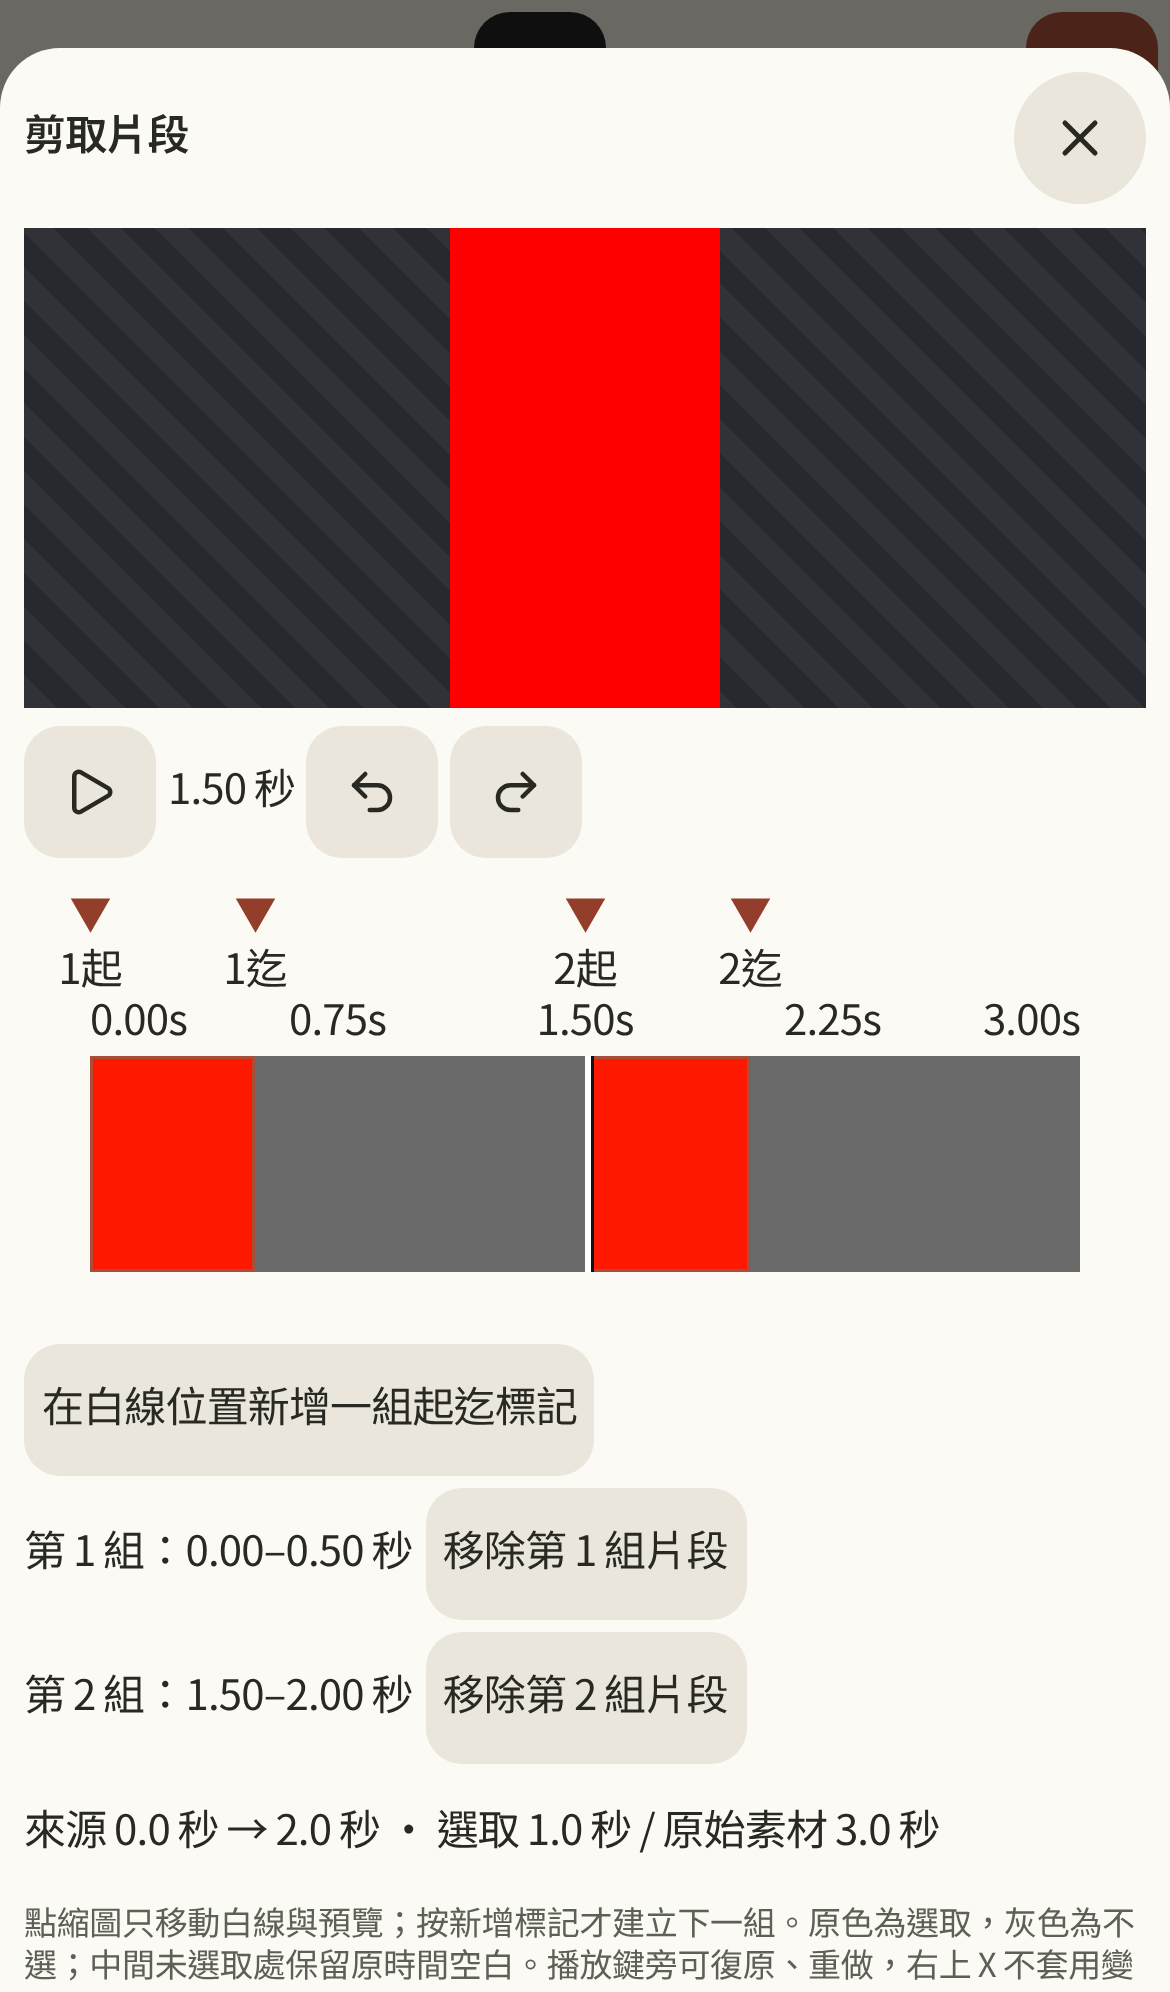 剪取片段
1.50 秒
1起 1迄 2起 2迄
0.00s 0.75s 1.50s 2.25s 3.00s
在白線位置新增一組起迄標記
第 1 組：0.00–0.50 秒 移除第 1 組片段
第 2 組：1.50–2.00 秒 移除第 2 組片段
來源 0.0 秒 → 2.0 秒 · 選取 1.0 秒 / 原始素材 3.0 秒
點縮圖只移動白線與預覽；按新增標記才建立下一組。原色為選取，灰色為不
選；中間未選取處保留原時間空白。播放鍵旁可復原、重做，右上 X 不套用變